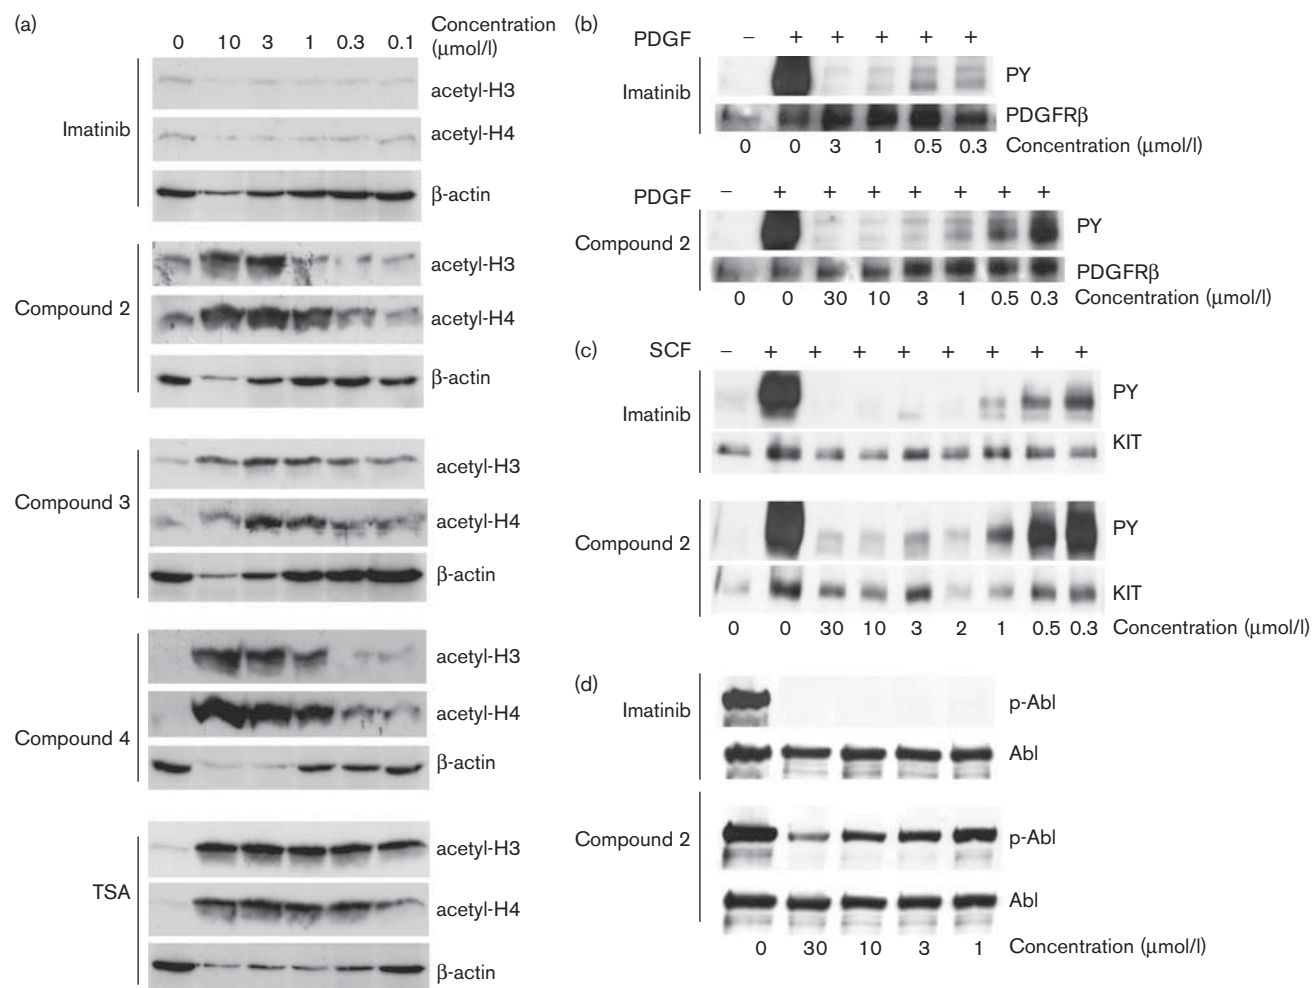 (a)
Concentration
(μmol/l)
0 10 3 1 0.3 0.1
Imatinib
acetyl-H3
acetyl-H4
β-actin
Compound 2
acetyl-H3
acetyl-H4
β-actin
Compound 3
acetyl-H3
acetyl-H4
β-actin
Compound 4
acetyl-H3
acetyl-H4
β-actin
TSA
acetyl-H3
acetyl-H4
β-actin
(b)
PDGF − + + + + +
Imatinib
PY
PDGFRβ
0 0 3 1 0.5 0.3 Concentration (μmol/l)
PDGF − + + + + + + +
Compound 2
PY
PDGFRβ
0 0 30 10 3 1 0.5 0.3 Concentration (μmol/l)
(c)
SCF − + + + + + + + +
Imatinib
PY
KIT
Compound 2
PY
KIT
0 0 30 10 3 2 1 0.5 0.3 Concentration (μmol/l)
(d)
Imatinib
p-Abl
Abl
Compound 2
p-Abl
Abl
0 30 10 3 1 Concentration (μmol/l)